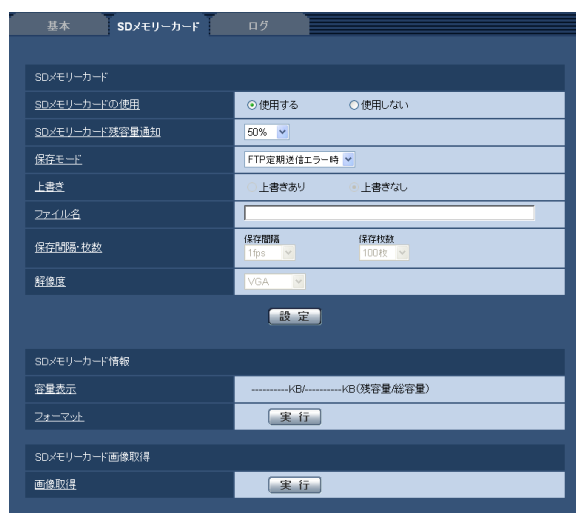 基本 SDメモリーカード ログ
SDメモリーカード
SDメモリーカードの使用 使用する 使用しない
SDメモリーカード残容量通知 50%
保存モード FTP定期送信エラー時
上書き 上書きあり 上書きなし
ファイル名
保存間隔・枚数 保存間隔 1fps 保存枚数 100枚
解像度 VGA
設定
SDメモリーカード情報
容量表示 ----------KB/----------KB(残容量/総容量)
フォーマット 実行
SDメモリーカード画像取得
画像取得 実行